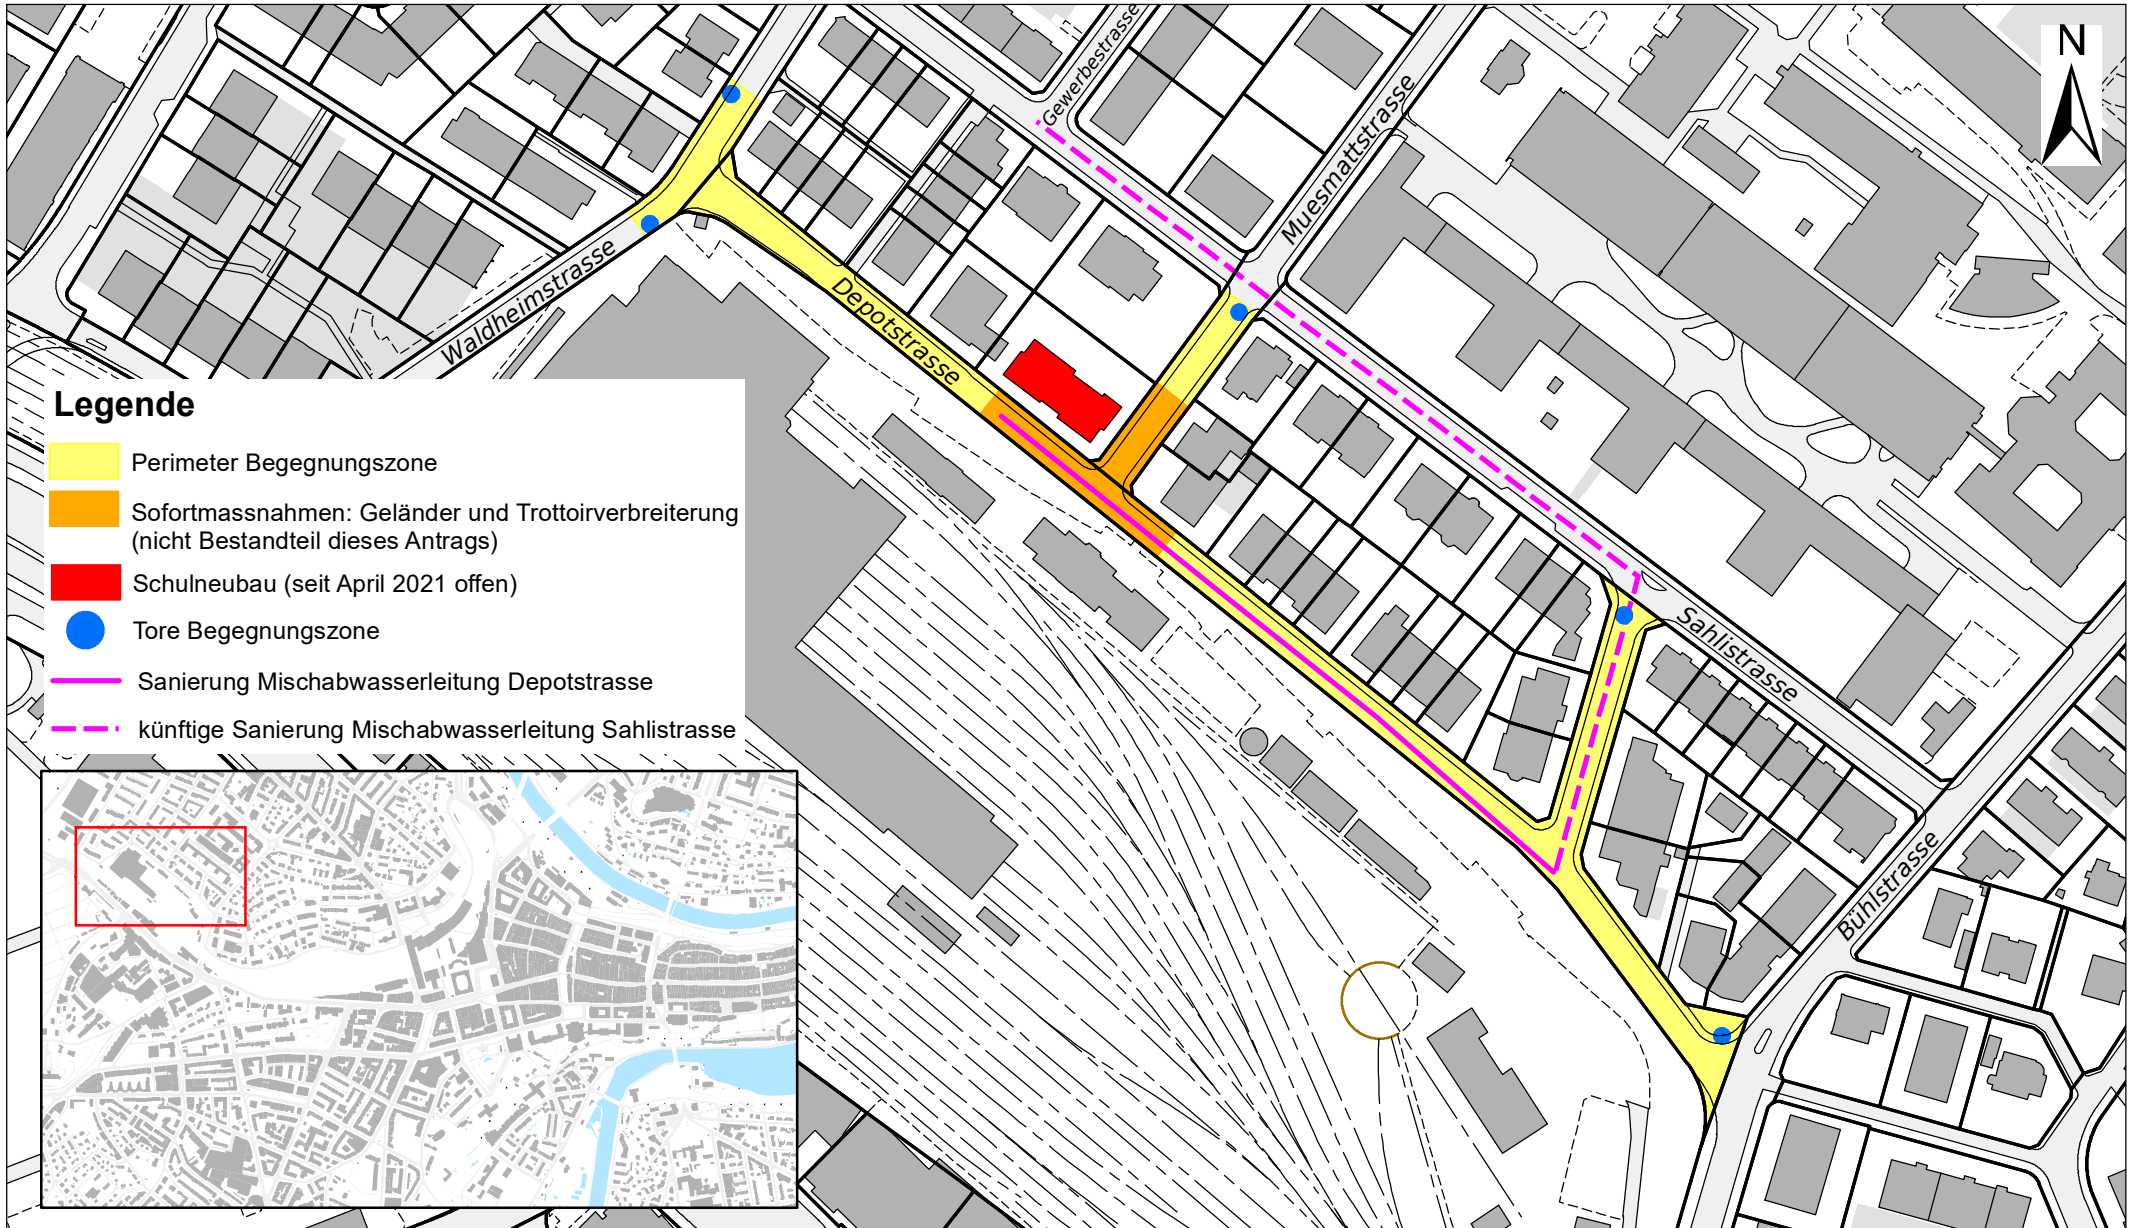 N
Gewerbestrasse
Muesmattstrasse
Waldheimstrasse
Depotstrasse
Legende
Perimeter Begegnungszone
Sofortmassnahmen: Geländer und Trottoirverbreiterung
(nicht Bestandteil dieses Antrags)
Schulneubau (seit April 2021 offen)
Tore Begegnungszone
Sanierung Mischabwasserleitung Depotstrasse
künftige Sanierung Mischabwasserleitung Sahlistrasse
Sahlistrasse
Bühlstrasse